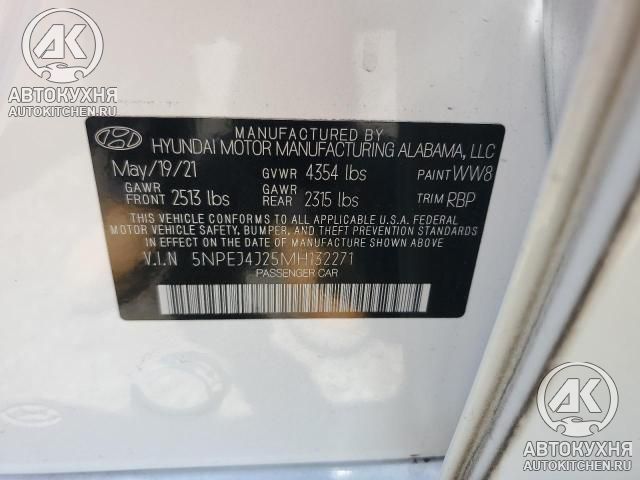 АК
АВТОКУХНЯ
AUTOKITCHEN.RU
MANUFACTURED BY
HYUNDAI MOTOR MANUFACTURING ALABAMA, LLC
May/19/21 GVWR 4354 lbs PAINT WW8
GAWR FRONT 2513 lbs GAWR REAR 2315 lbs TRIM RBP
THIS VEHICLE CONFORMS TO ALL APPLICABLE U.S.A. FEDERAL
MOTOR VEHICLE SAFETY, BUMPER, AND THEFT PREVENTION STANDARDS
IN EFFECT ON THE DATE OF MANUFACTURE SHOWN ABOVE.
V.I.N 5NPEJ4J25MH132271
PASSENGER CAR
АК
АВТОКУХНЯ
AUTOKITCHEN.RU